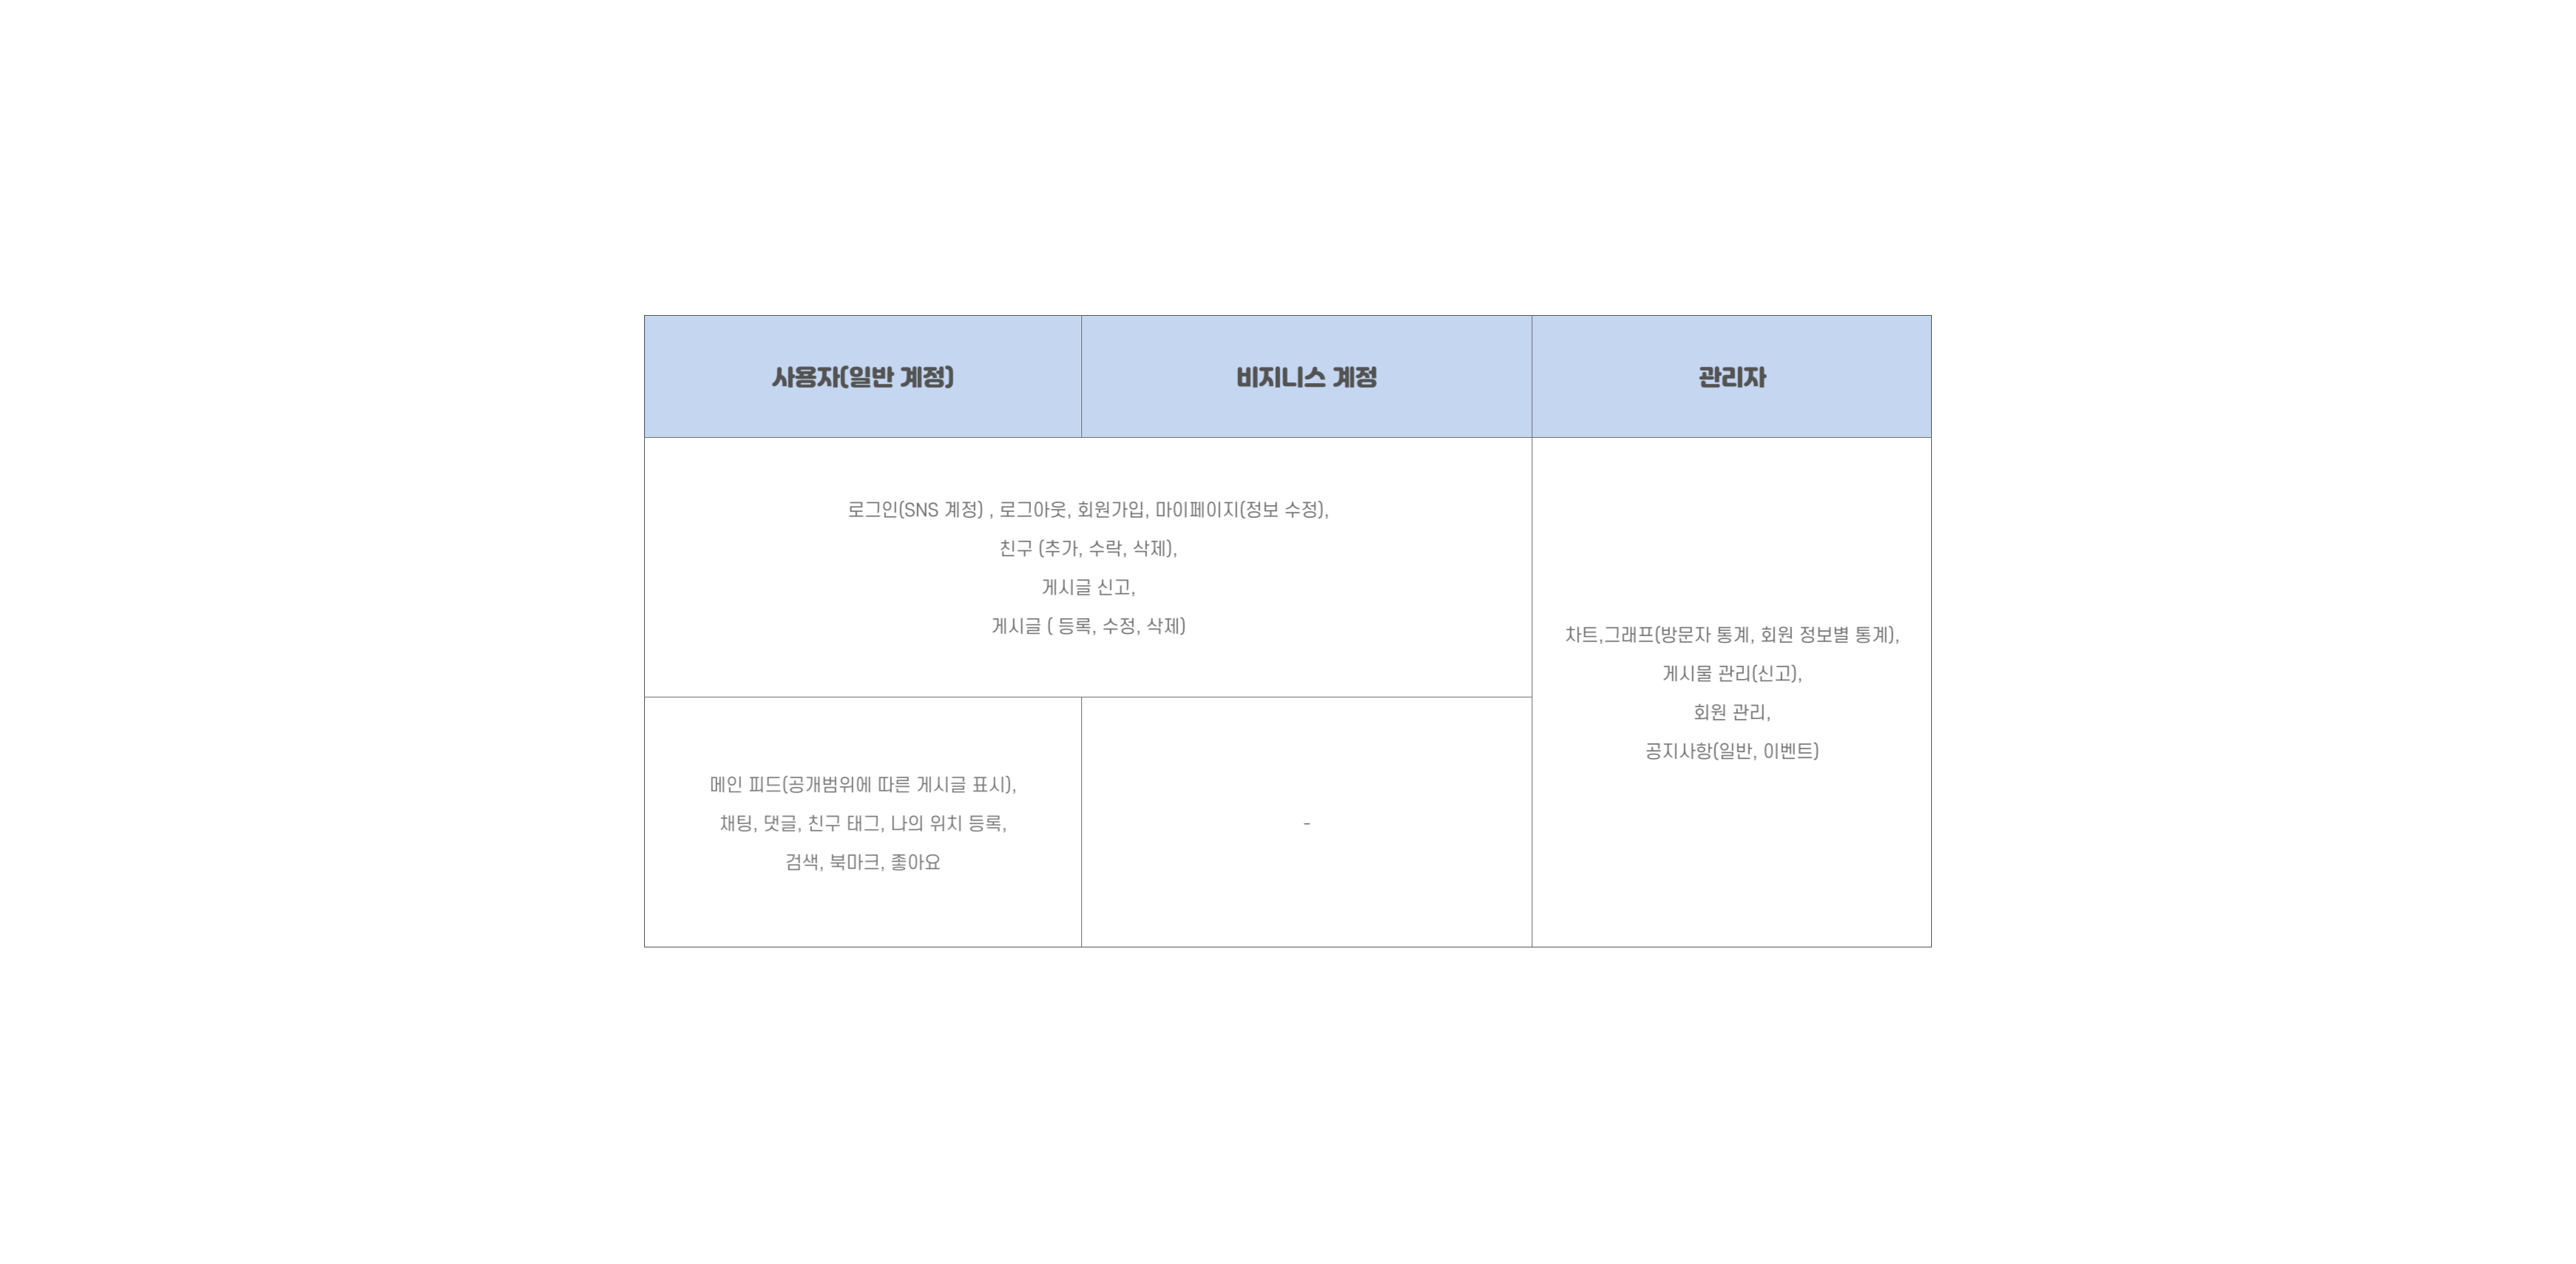 사용자(일반 계정)
비지니스 계정
관리자
로그인(SNS 계정) , 로그아웃, 회원가입, 마이페이지(정보 수정),
친구 (추가, 수락, 삭제),
게시글 신고,
게시글 ( 등록, 수정, 삭제)
차트,그래프(방문자 통계, 회원 정보별 통계),
게시물 관리(신고),
회원 관리,
공지사항(일반, 이벤트)
메인 피드(공개범위에 따른 게시글 표시),
채팅, 댓글, 친구 태그, 나의 위치 등록,
검색, 북마크, 좋아요
-